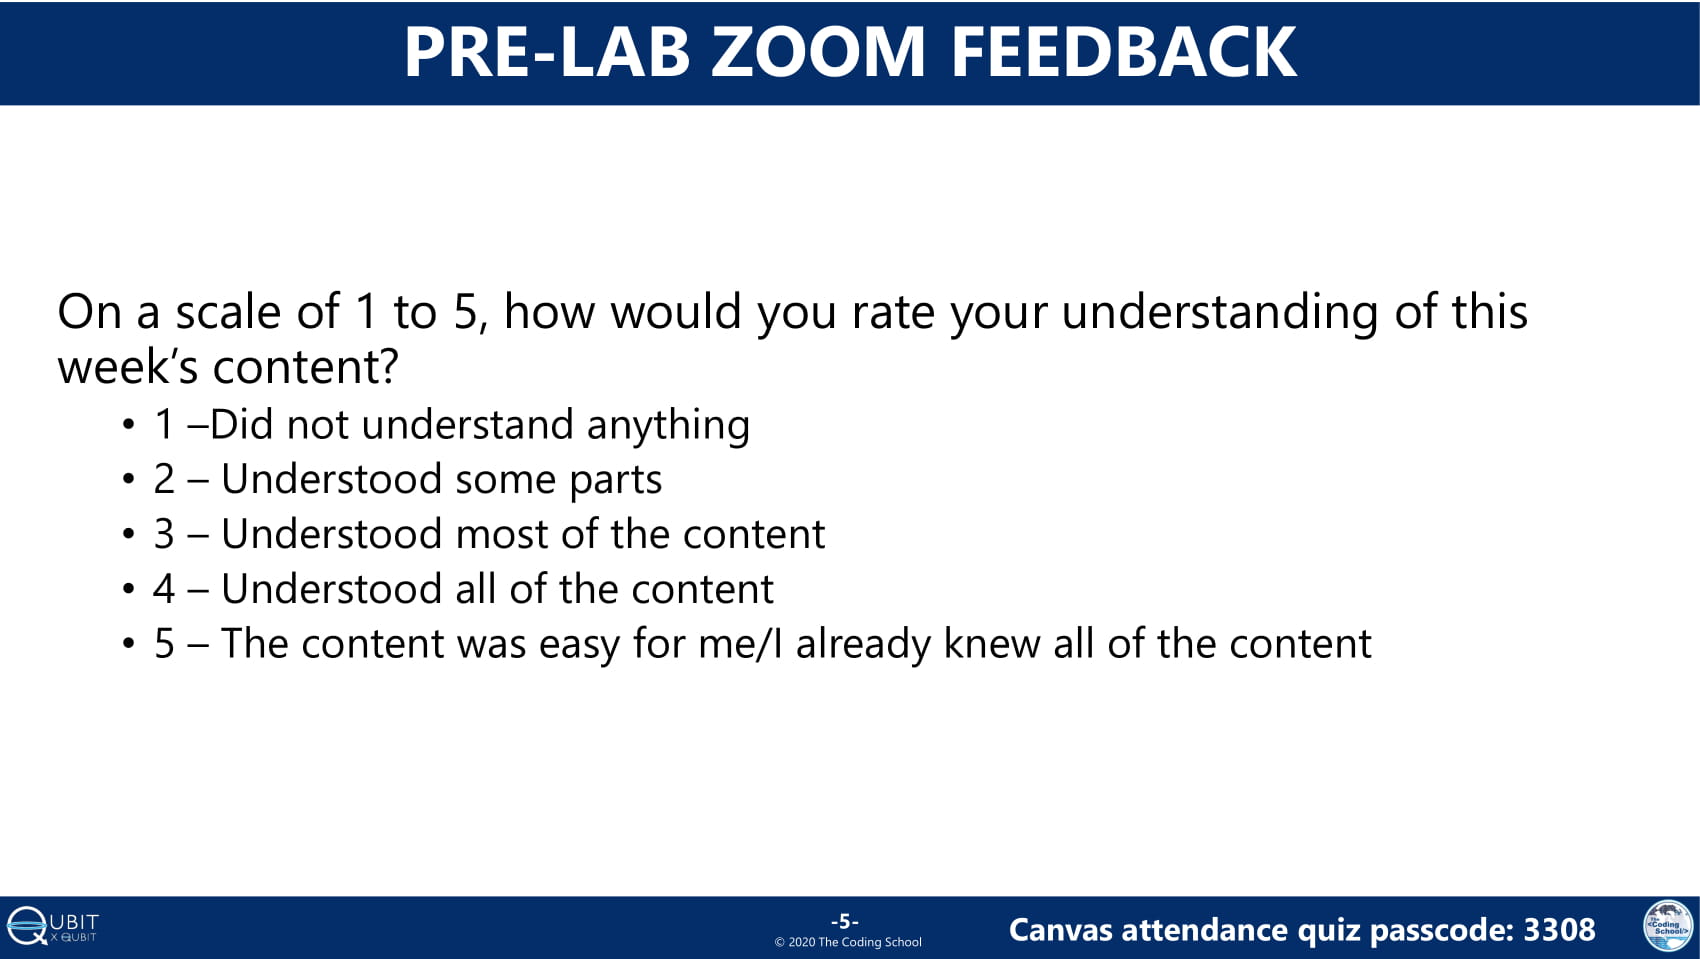 PRE-LAB ZOOM FEEDBACK
On a scale of 1 to 5, how would you rate your understanding of this
week’s content?
• 1 –Did not understand anything
• 2 – Understood some parts
• 3 – Understood most of the content
• 4 – Understood all of the content
• 5 – The content was easy for me/I already knew all of the content
QUBIT
X QUBIT
-5-
© 2020 The Coding School
Canvas attendance quiz passcode: 3308
The
<Coding
School/>